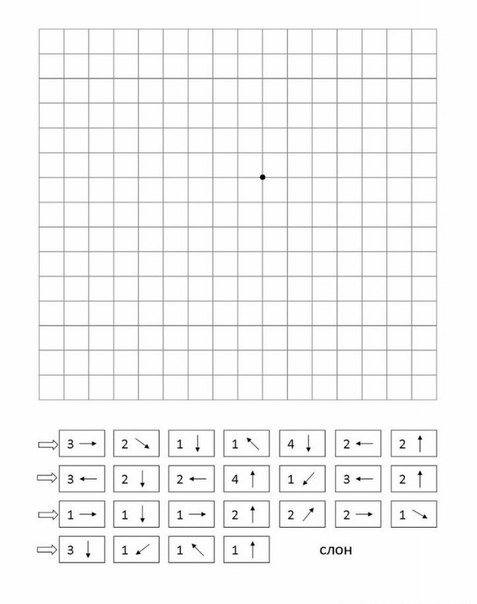 3 → 2 ↘ 1 ↓ 1 ↖ 4 ↓ 2 ← 2 ↑
3 ← 2 ↓ 2 ← 4 ↑ 1 ↙ 3 ← 2 ↑
1 → 1 ↓ 1 → 2 ↑ 2 ↗ 2 → 1 ↘
3 ↓ 1 ↙ 1 ↖ 1 ↑ слон